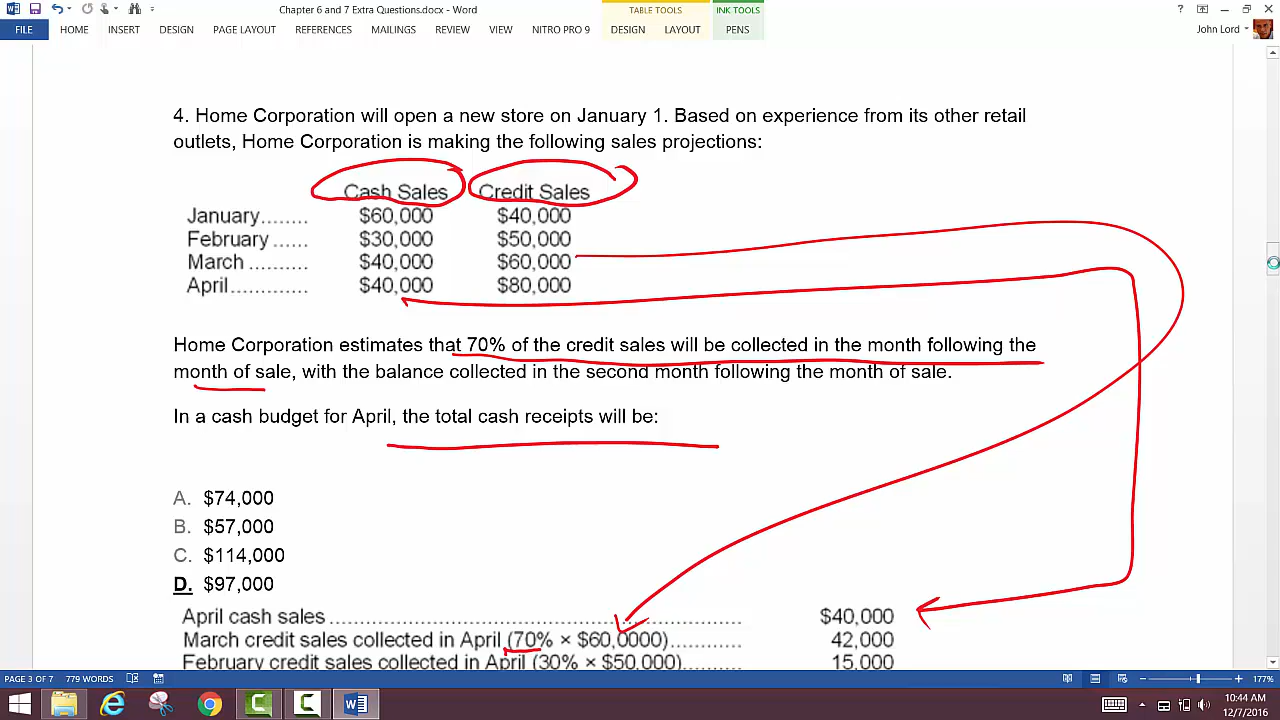 Chapter 6 and 7 Extra Questions.docx - Word
TABLE TOOLS
INK TOOLS
FILE HOME INSERT DESIGN PAGE LAYOUT REFERENCES MAILINGS REVIEW VIEW NITRO PRO 9 DESIGN LAYOUT PENS John Lord
4. Home Corporation will open a new store on January 1. Based on experience from its other retail
outlets, Home Corporation is making the following sales projections:
Cash Sales Credit Sales
January........ $60,000 $40,000
February ...... $30,000 $50,000
March .......... $40,000 $60,000
April............. $40,000 $80,000
Home Corporation estimates that 70% of the credit sales will be collected in the month following the
month of sale, with the balance collected in the second month following the month of sale.
In a cash budget for April, the total cash receipts will be:
A. $74,000
B. $57,000
C. $114,000
D. $97,000
April cash sales ........................................................................ $40,000
March credit sales collected in April (70% × $60,0000)............ 42,000
February credit sales collected in April (30% × $50,000).......... 15,000
PAGE 3 OF 7 779 WORDS 177%
10:44 AM
12/7/2016